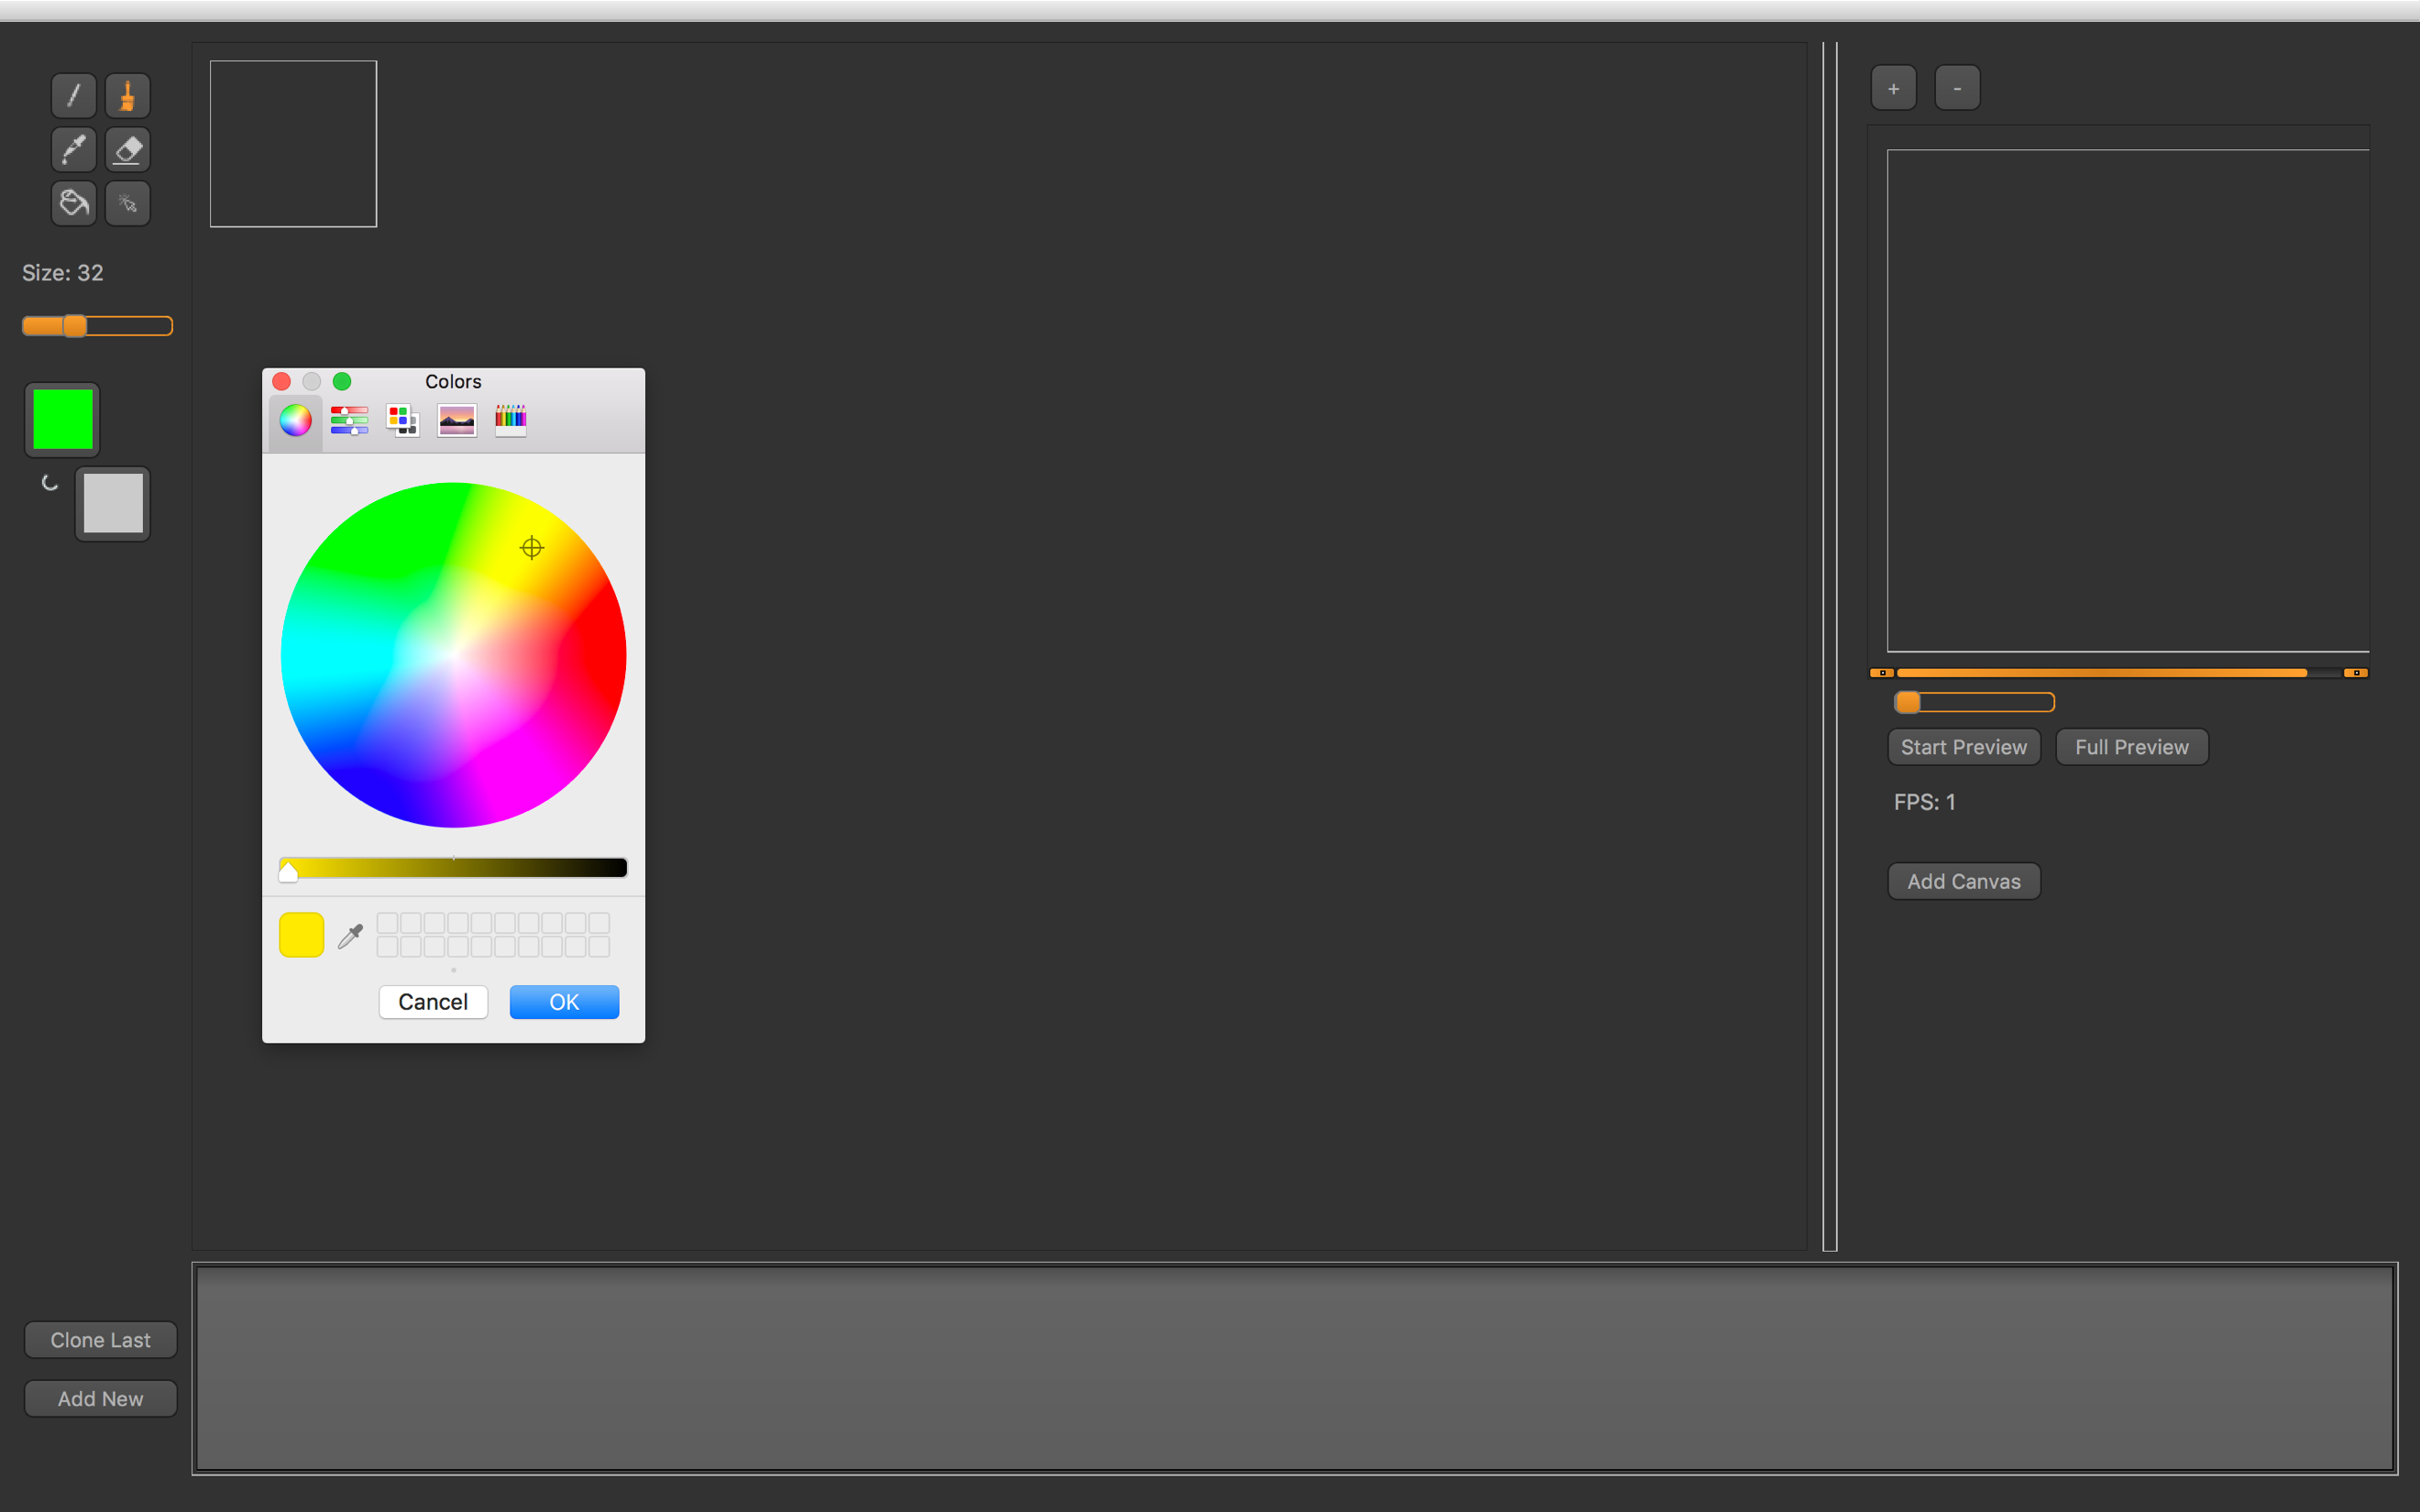 + -
Size: 32
Colors
Start Preview Full Preview
FPS: 1
Add Canvas
Cancel OK
Clone Last
Add New